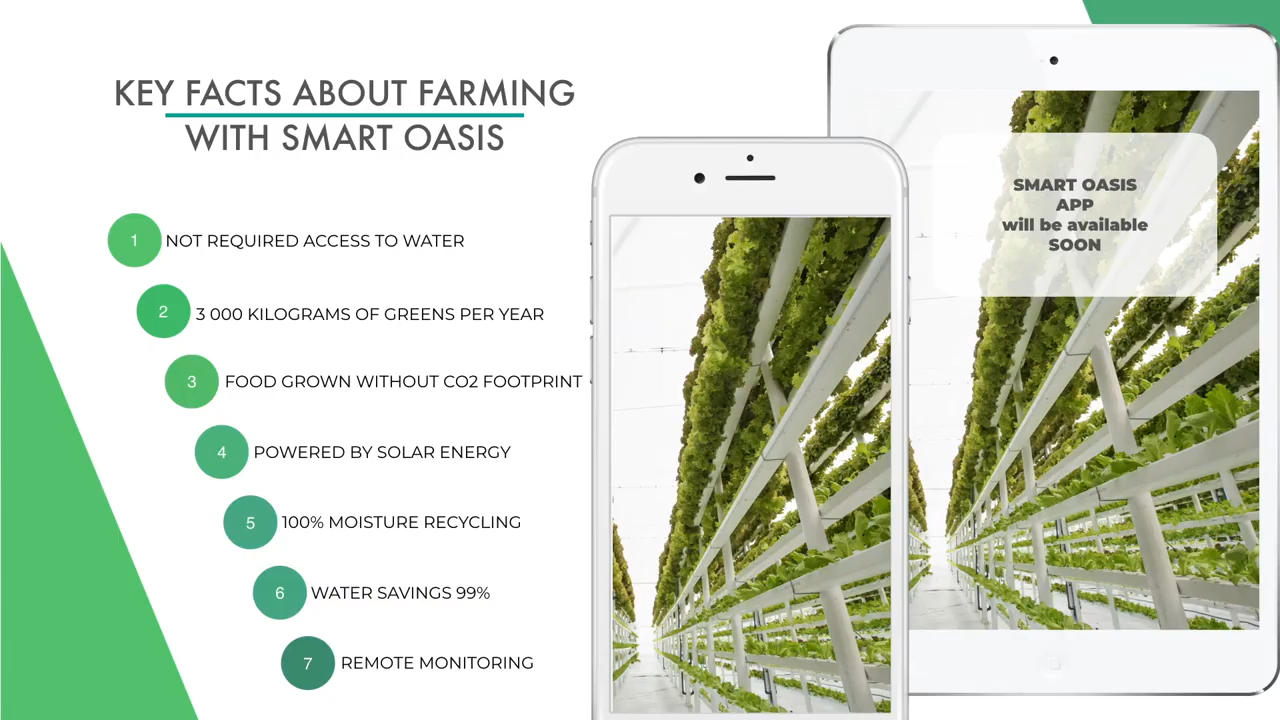 KEY FACTS ABOUT FARMING
WITH SMART OASIS
1 NOT REQUIRED ACCESS TO WATER
2 3 000 KILOGRAMS OF GREENS PER YEAR
3 FOOD GROWN WITHOUT CO2 FOOTPRINT
4 POWERED BY SOLAR ENERGY
5 100% MOISTURE RECYCLING
6 WATER SAVINGS 99%
7 REMOTE MONITORING
SMART OASIS
APP
will be available
SOON